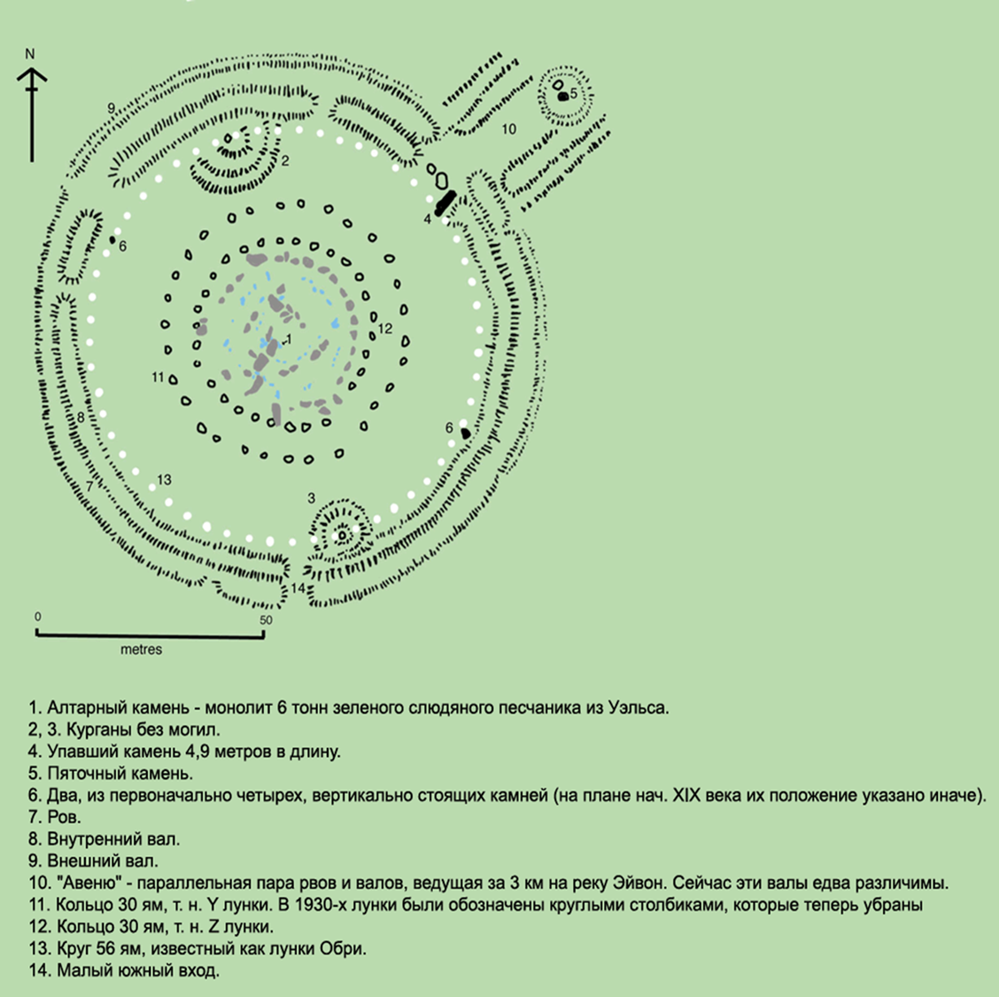 N
9
5
10
2
4
6
12
1
11
8
6
13
7
3
14
0
50
metres
1. Алтарный камень - монолит 6 тонн зеленого слюдяного песчаника из Уэльса.
2, 3. Курганы без могил.
4. Упавший камень 4,9 метров в длину.
5. Пяточный камень.
6. Два, из первоначально четырех, вертикально стоящих камней (на плане нач. XIX века их положение указано иначе).
7. Ров.
8. Внутренний вал.
9. Внешний вал.
10. "Авеню" - параллельная пара рвов и валов, ведущая за 3 км на реку Эйвон. Сейчас эти валы едва различимы.
11. Кольцо 30 ям, т. н. Y лунки. В 1930-х лунки были обозначены круглыми столбиками, которые теперь убраны
12. Кольцо 30 ям, т. н. Z лунки.
13. Круг 56 ям, известный как лунки Обри.
14. Малый южный вход.